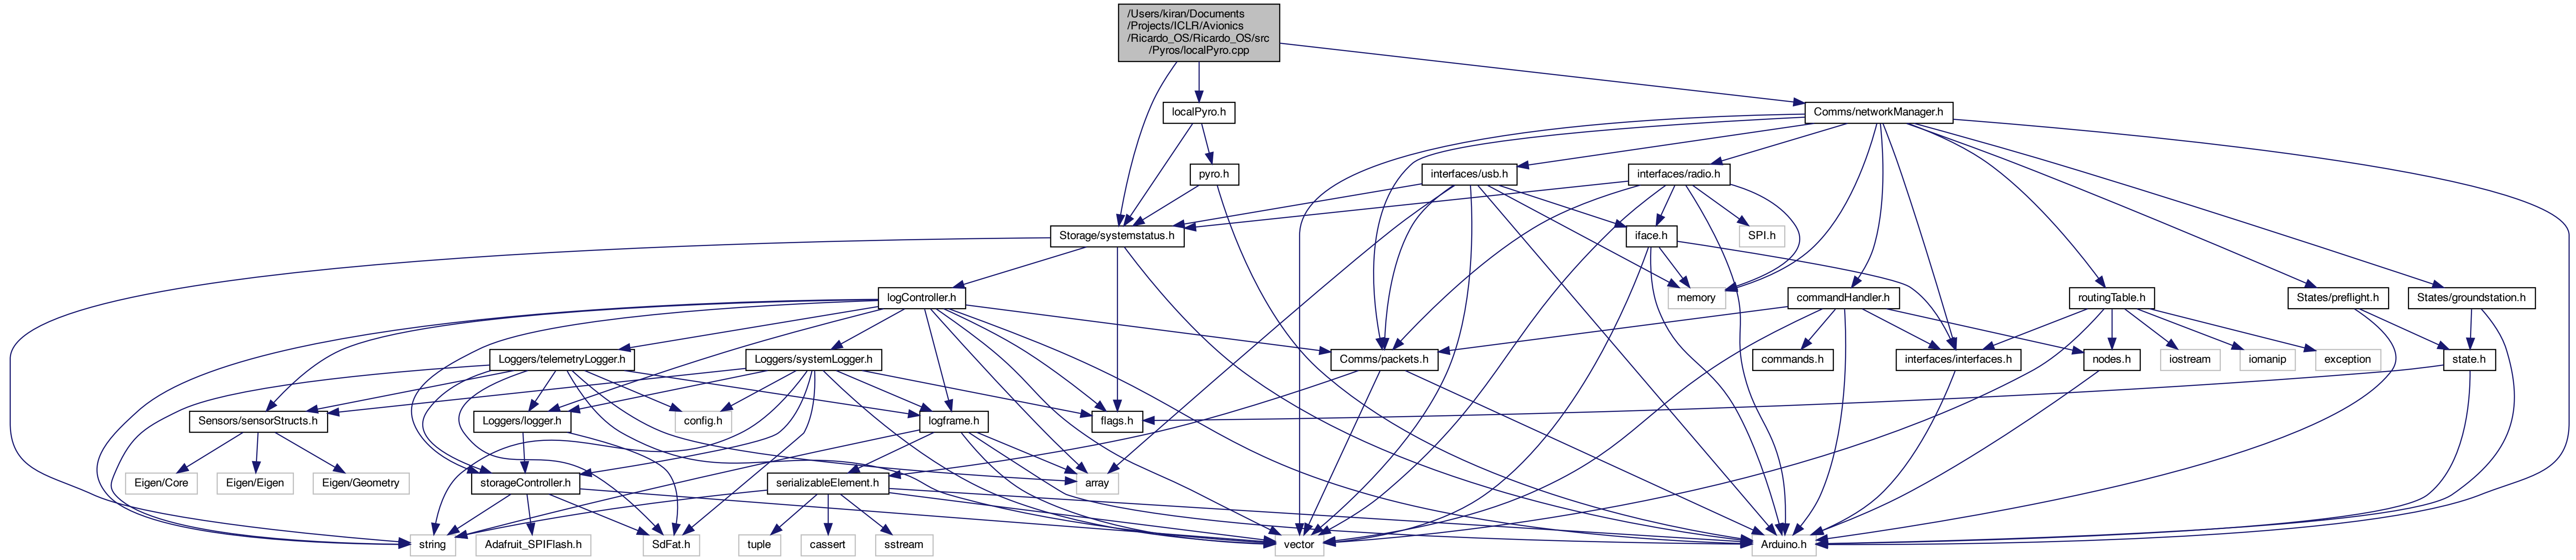 /Users/kiran/Documents
/Projects/ICLR/Avionics
/Ricardo_OS/Ricardo_OS/src
/Pyros/localPyro.cpp
localPyro.h
Comms/networkManager.h
pyro.h
interfaces/usb.h
interfaces/radio.h
Storage/systemstatus.h
iface.h
SPI.h
logController.h
memory
commandHandler.h
routingTable.h
States/preflight.h
States/groundstation.h
Loggers/telemetryLogger.h
Loggers/systemLogger.h
Comms/packets.h
commands.h
interfaces/interfaces.h
nodes.h
iostream
iomanip
exception
state.h
Sensors/sensorStructs.h
Loggers/logger.h
config.h
logframe.h
flags.h
Eigen/Core
Eigen/Eigen
Eigen/Geometry
storageController.h
serializableElement.h
array
string
Adafruit_SPIFlash.h
SdFat.h
tuple
cassert
sstream
vector
Arduino.h